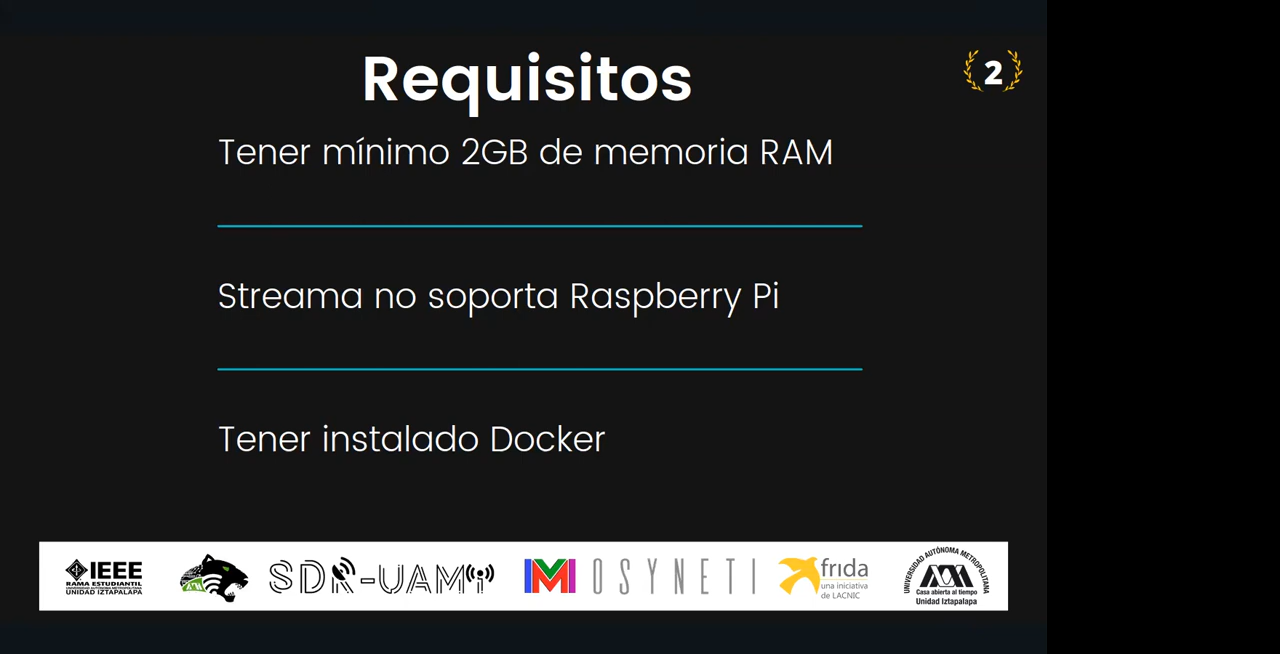 Requisitos
2
Tener mínimo 2GB de memoria RAM
Streama no soporta Raspberry Pi
Tener instalado Docker
IEEE
RAMA ESTUDIANTIL
UNIDAD IZTAPALAPA
SDR-UAMi
M OSYNETI
frida
una iniciativa
de LACNIC
UNIVERSIDAD AUTÓNOMA METROPOLITANA
Casa abierta al tiempo
Unidad Iztapalapa